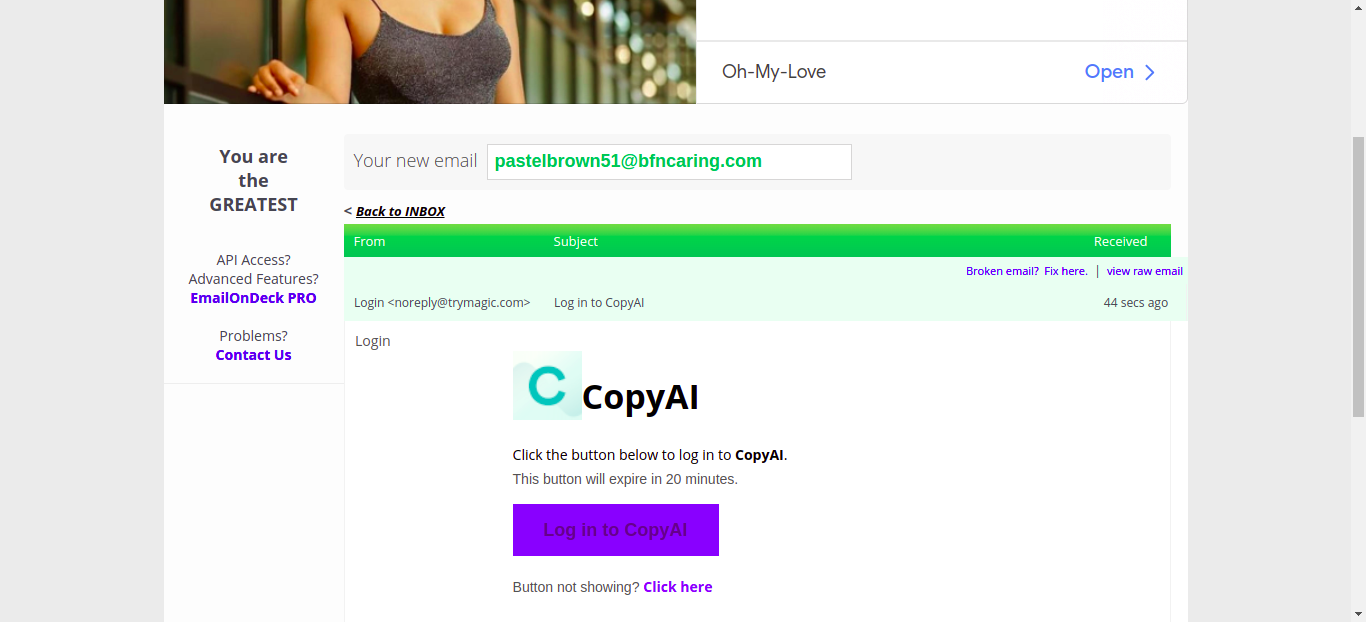 Oh-My-Love
Open
You are
the
GREATEST
API Access?
Advanced Features?
EmailOnDeck PRO
Problems?
Contact Us
Your new email pastelbrown51@bfncaring.com
< Back to INBOX
From Subject Received
Broken email? Fix here. | view raw email
Login <noreply@trymagic.com> Log in to CopyAI 44 secs ago
Login
C CopyAI
Click the button below to log in to CopyAI.
This button will expire in 20 minutes.
Log in to CopyAI
Button not showing? Click here